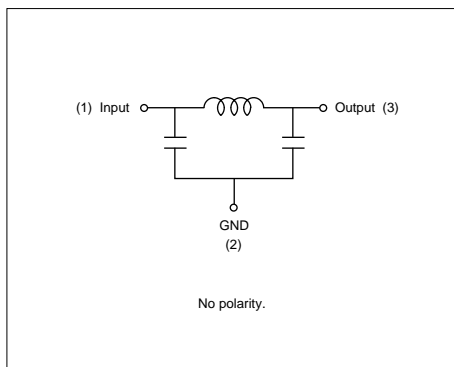 (1) Input Output (3)
GND
(2)
No polarity.